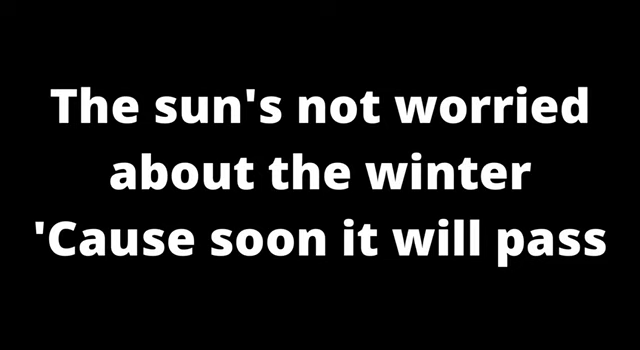 The sun's not worried
about the winter
'Cause soon it will pass